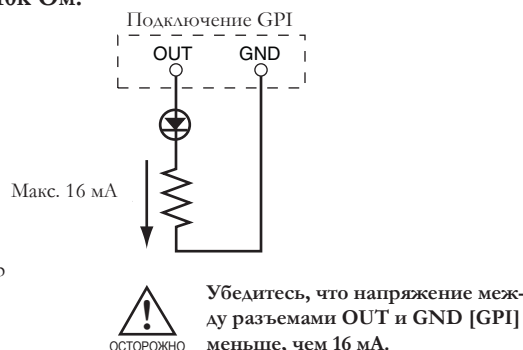 ток Ом.
Подключение GPI
OUT GND
Макс. 16 мА
Убедитесь, что напряжение меж-
ду разъемами OUT и GND [GPI]
ОСТОРОЖНО меньше, чем 16 мА.